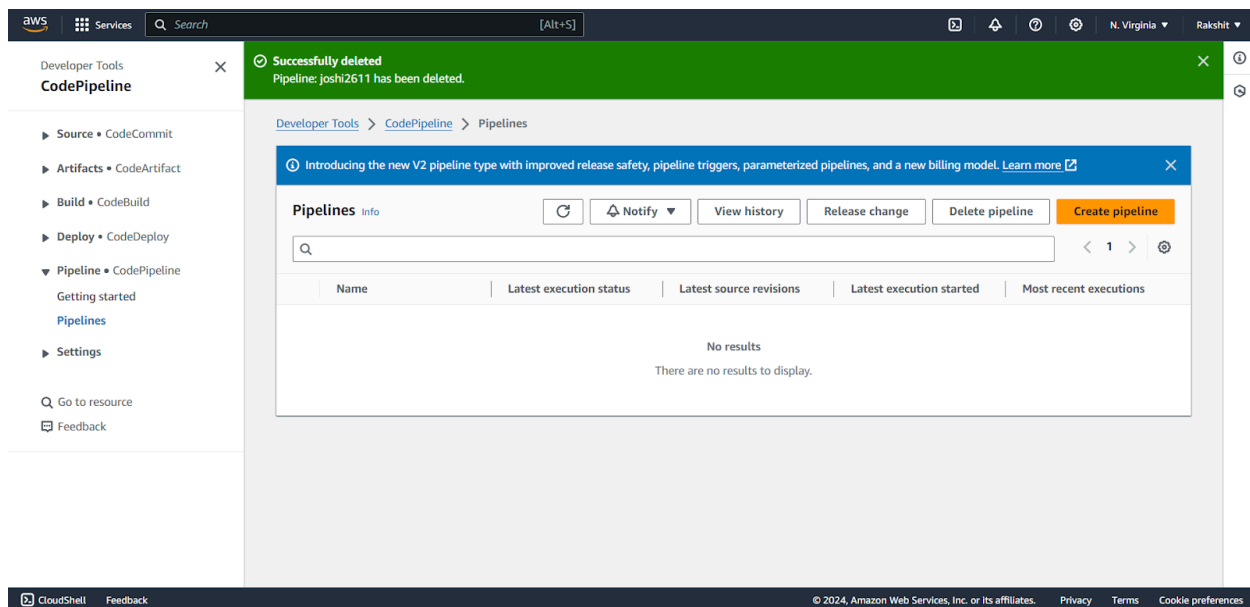 aws Services Search [Alt+S] N. Virginia Rakshit
Developer Tools
CodePipeline
Source • CodeCommit
Artifacts • CodeArtifact
Build • CodeBuild
Deploy • CodeDeploy
Pipeline • CodePipeline
Getting started
Pipelines
Settings
Go to resource
Feedback
Successfully deleted
Pipeline: joshi2611 has been deleted.
Developer Tools > CodePipeline > Pipelines
Introducing the new V2 pipeline type with improved release safety, pipeline triggers, parameterized pipelines, and a new billing model. Learn more
Pipelines Info Notify View history Release change Delete pipeline Create pipeline
1
Name Latest execution status Latest source revisions Latest execution started Most recent executions
No results
There are no results to display.
CloudShell Feedback © 2024, Amazon Web Services, Inc. or its affiliates. Privacy Terms Cookie preferences